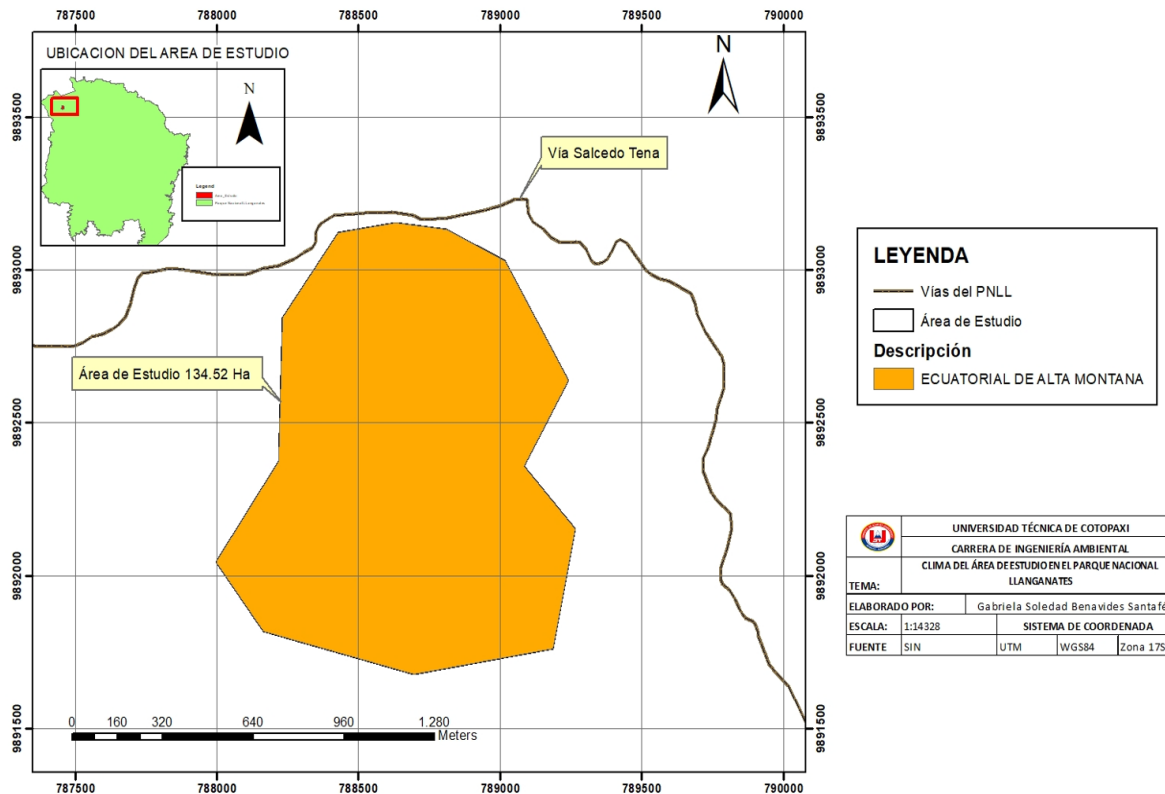 787500 788000 788500 789000 789500 790000
UBICACION DEL AREA DE ESTUDIO
N
N
Legend
9893500
9893500
Vía Salcedo Tena
9893000
9893000
Área de Estudio 134.52 Ha
9892500
9892500
9892000
9892000
9891500
9891500
0 160 320 640 960 1.280
Meters
787500 788000 788500 789000 789500 790000
LEYENDA
Vías del PNLL
Área de Estudio
Descripción
ECUATORIAL DE ALTA MONTANA
UNIVERSIDAD TÉCNICA DE COTOPAXI
CARRERA DE INGENIERÍA AMBIENTAL
TEMA: CLIMA DEL ÁREA DE ESTUDIO EN EL PARQUE NACIONAL
LLANGANATES
ELABORADO POR: Gabriela Soledad Benavides Santafé
ESCALA: 1:14328 SISTEMA DE COORDENADA
FUENTE SIN UTM WGS84 Zona 17S